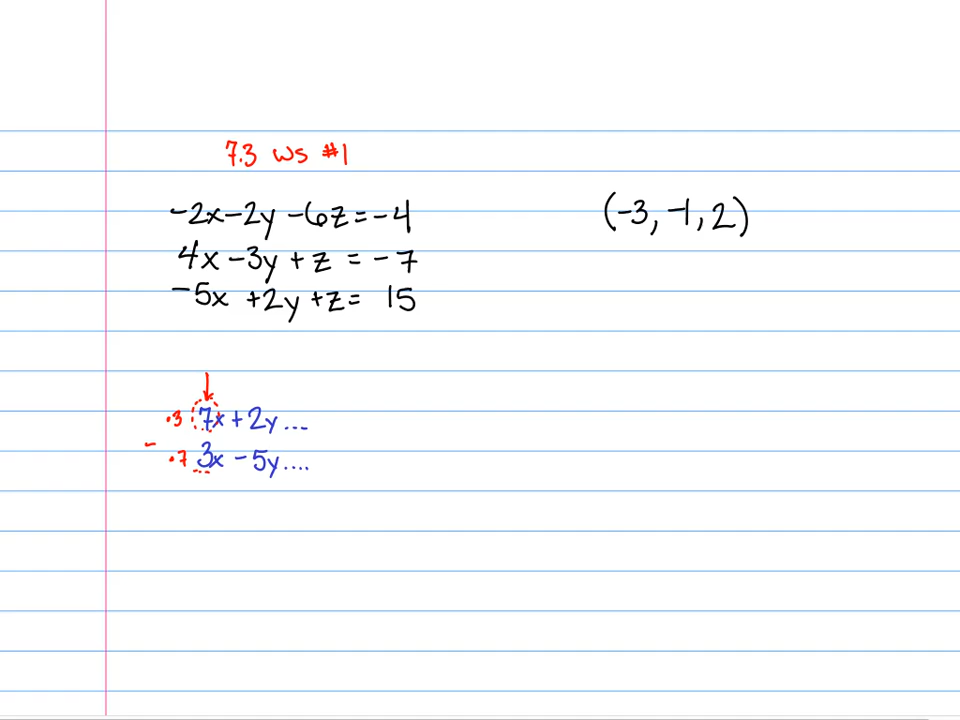 7.3 ws #1
-2x-2y -6z=-4
(-3,-1,2)
4x-3y+z = -7
-5x +2y+z= 15
·3 7x+2y...
-
·7 3x-5y....